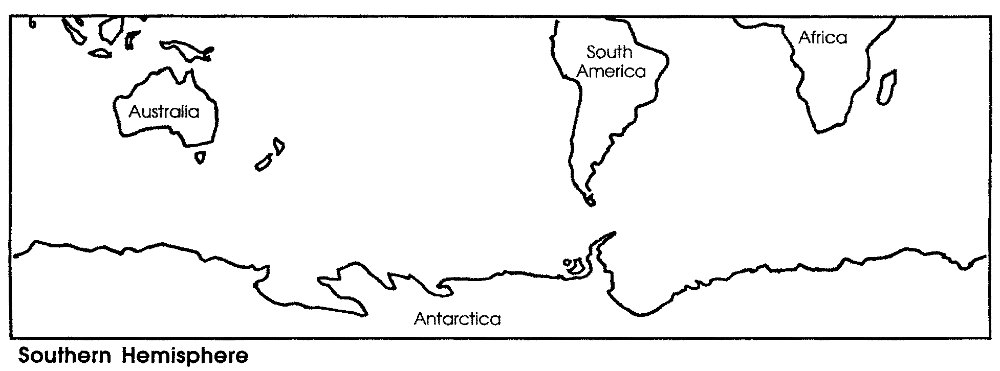 Africa
South
America
Australia
Antarctica
Southern Hemisphere